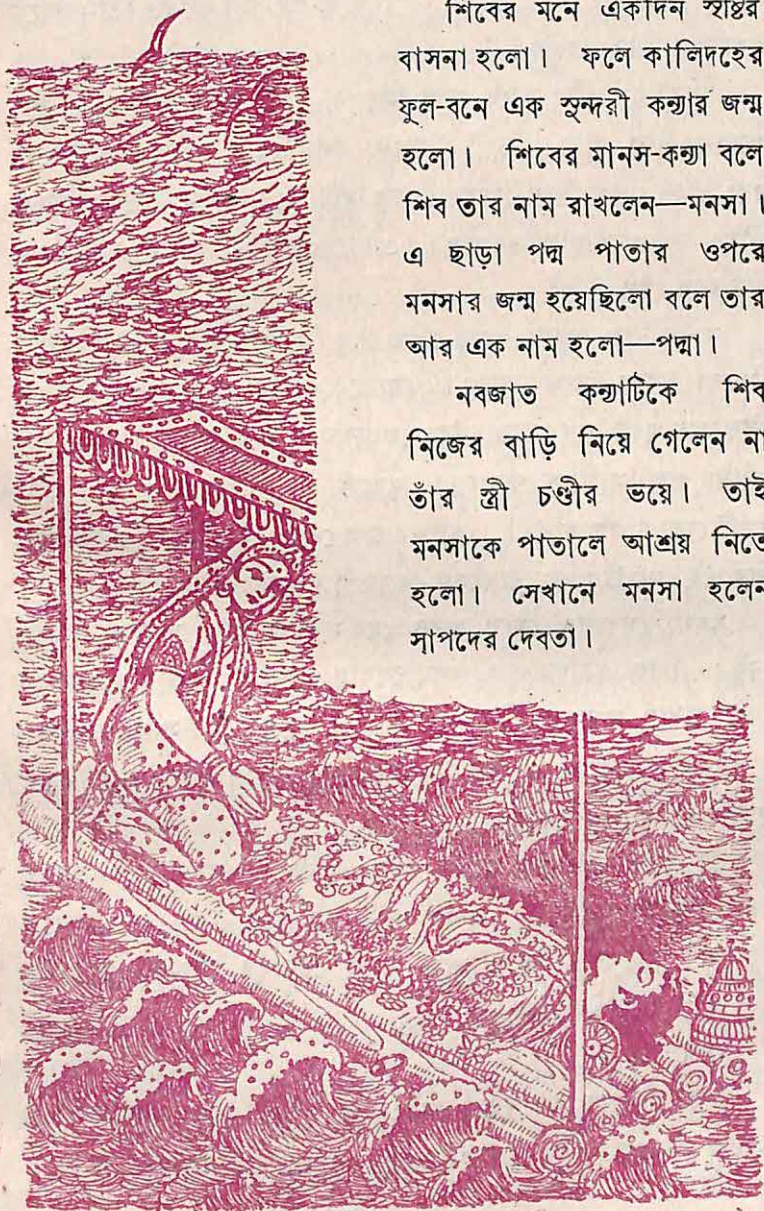 শিবের মনে একদিন সৃষ্টির
বাসনা হলো। ফলে কালিদহের
ফুল-বনে এক সুন্দরী কন্যার জন্ম
হলো। শিবের মানস-কন্যা বলে
শিব তার নাম রাখলেন—মনসা।
এ ছাড়া পদ্ম পাতার ওপরে
মনসার জন্ম হয়েছিলো বলে তার
আর এক নাম হলো—পদ্মা।
নবজাত কন্যাটিকে শিব
নিজের বাড়ি নিয়ে গেলেন না
তাঁর স্ত্রী চণ্ডীর ভয়ে। তাই
মনসাকে পাতালে আশ্রয় নিতে
হলো। সেখানে মনসা হলেন
সাপদের দেবতা।